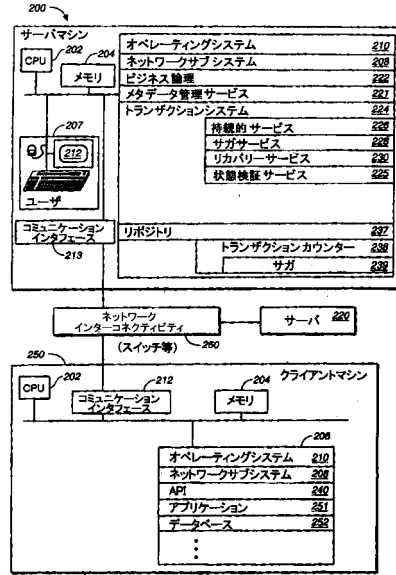 200
サーバマシン
202
CPU
204
メモリ
オペレーティングシステム 210
ネットワークサブシステム 208
ビジネス論理 222
メタデータ管理サービス 221
トランザクションシステム 224
持続的サービス 226
サガサービス 228
リカバリーサービス 230
状態検証サービス 225
207
212
ユーザ
コミュニケーション
インタフェース
213
リポジトリ 237
トランザクションカウンター 238
サガ 239
ネットワーク
インターコネクティビティ
260
(スイッチ等)
サーバ 220
250
クライアントマシン
CPU
202
212
コミュニケーション
インタフェース
204
メモリ
206
オペレーティングシステム 210
ネットワークサブシステム 208
API 240
アプリケーション 251
データベース 252